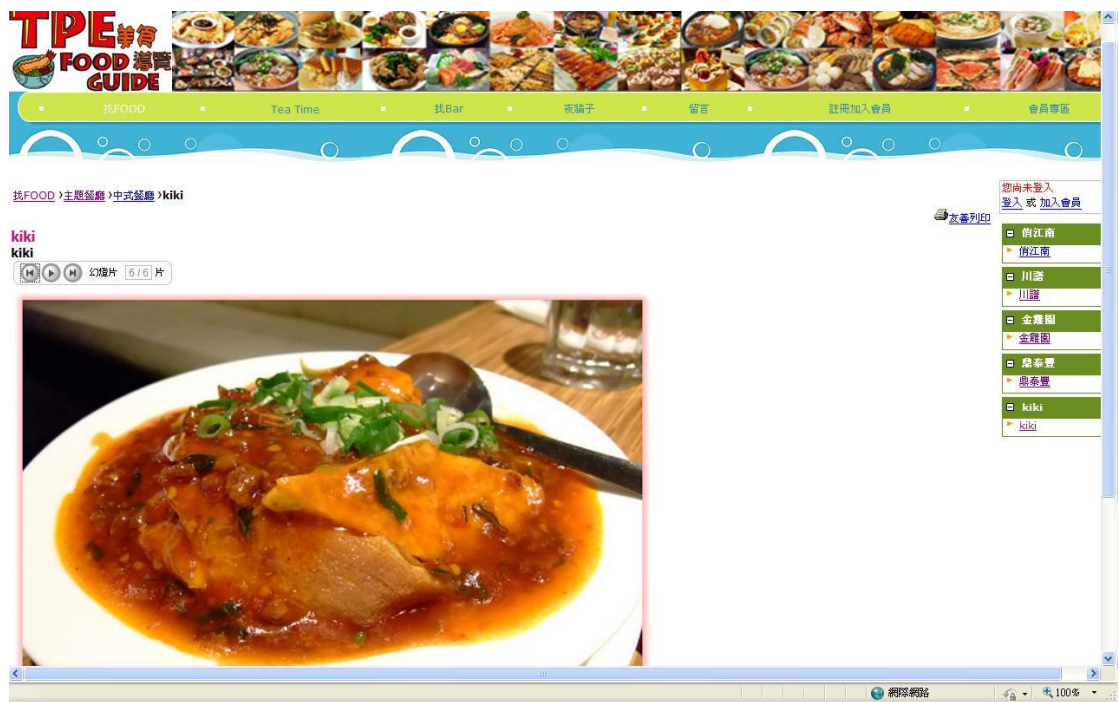 TPE美食
FOOD導覽
GUIDE
找FOOD Tea Time 找Bar 夜貓子 留言 註冊加入會員 會員專區
找FOOD 〉主題餐廳 〉中式餐廳 〉kiki
您尚未登入
登入 或 加入會員
友善列印
kiki
kiki
幻燈片 6/6 片
俏江南
俏江南
川譜
川譜
金雞園
金雞園
鼎泰豐
鼎泰豐
kiki
kiki
網際網路 100%